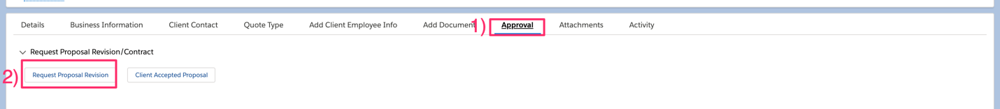 Details Business Information Client Contact Quote Type Add Client Employee Info Add Document 1) Approval Attachments Activity
Request Proposal Revision/Contract
2) Request Proposal Revision Client Accepted Proposal